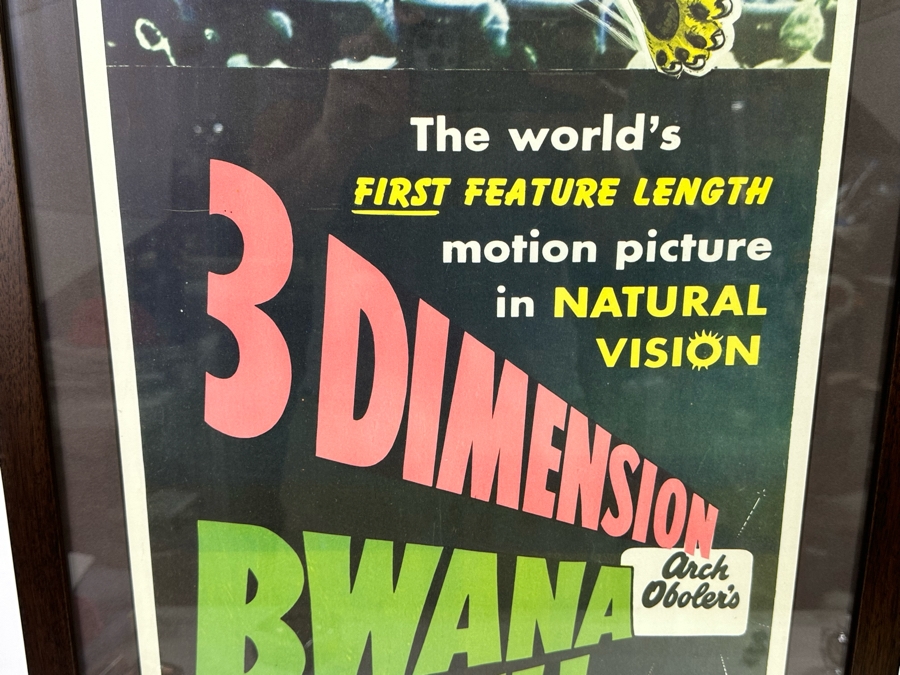 The world's
FIRST FEATURE LENGTH
motion picture
in NATURAL
VISION
3 DIMENSION
Arch
Oboler's
BWANA